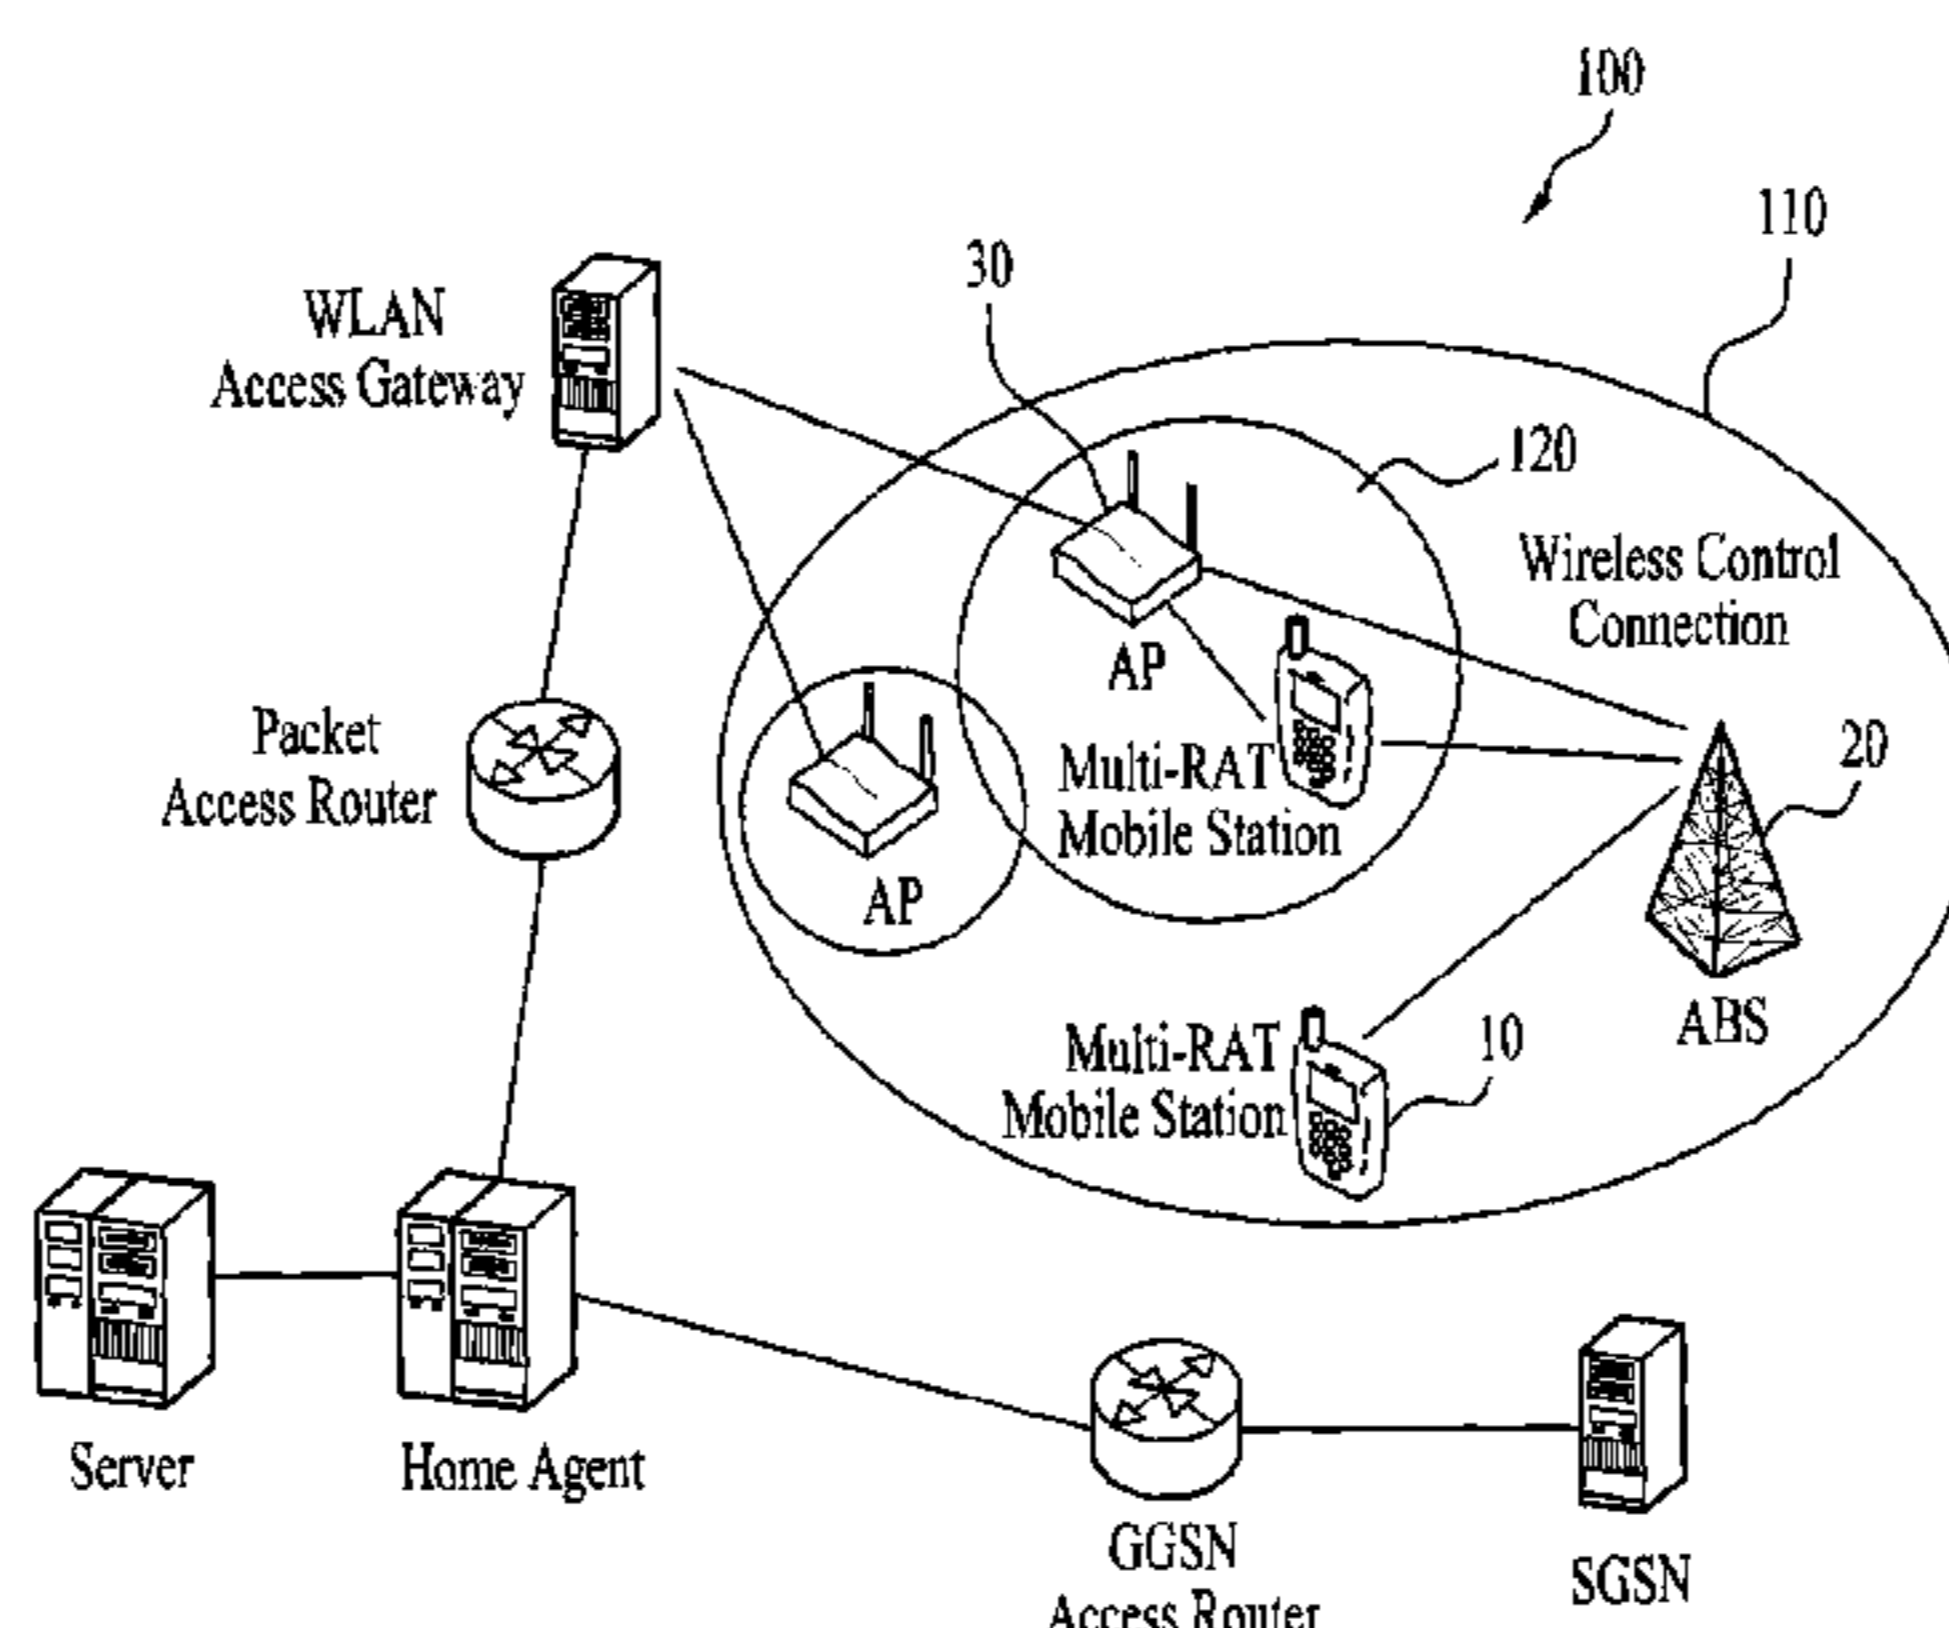 100
110
30
WLAN
Access Gateway
120
Wireless Control
Connection
AP
Packet
Access Router
Multi-RAT
Mobile Station
20
AP
ABS
Multi-RAT
Mobile Station
10
Server
Home Agent
GGSN
Access Router
SGSN